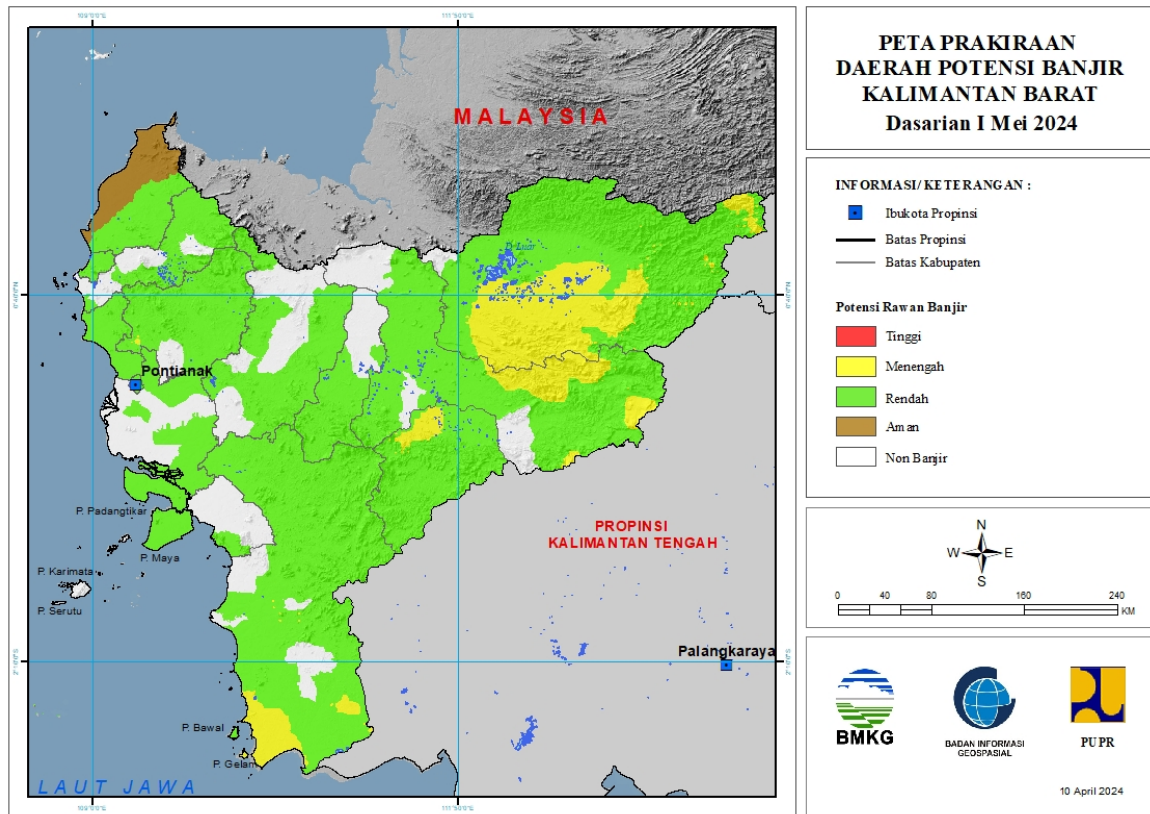 PETA PRAKIRAAN
DAERAH POTENSI BANJIR
KALIMANTAN BARAT
Dasarian I Mei 2024
INFORMASI/ KETERANGAN :
Ibukota Propinsi
Batas Propinsi
Batas Kabupaten
Potensi Rawan Banjir
Tinggi
Menengah
Rendah
Aman
Non Banjir
N
W E
S
0 40 80 160 240
KM
BMKG
BADAN INFORMASI
GEOSPASIAL
PUPR
10 April 2024
MALAYSIA
Pontianak
P. Padangtikar
P. Maya
P. Karimata
P. Serutu
PROPINSI
KALIMANTAN TENGAH
Palangkaraya
P. Bawal
P. Gelam
LAUT JAWA